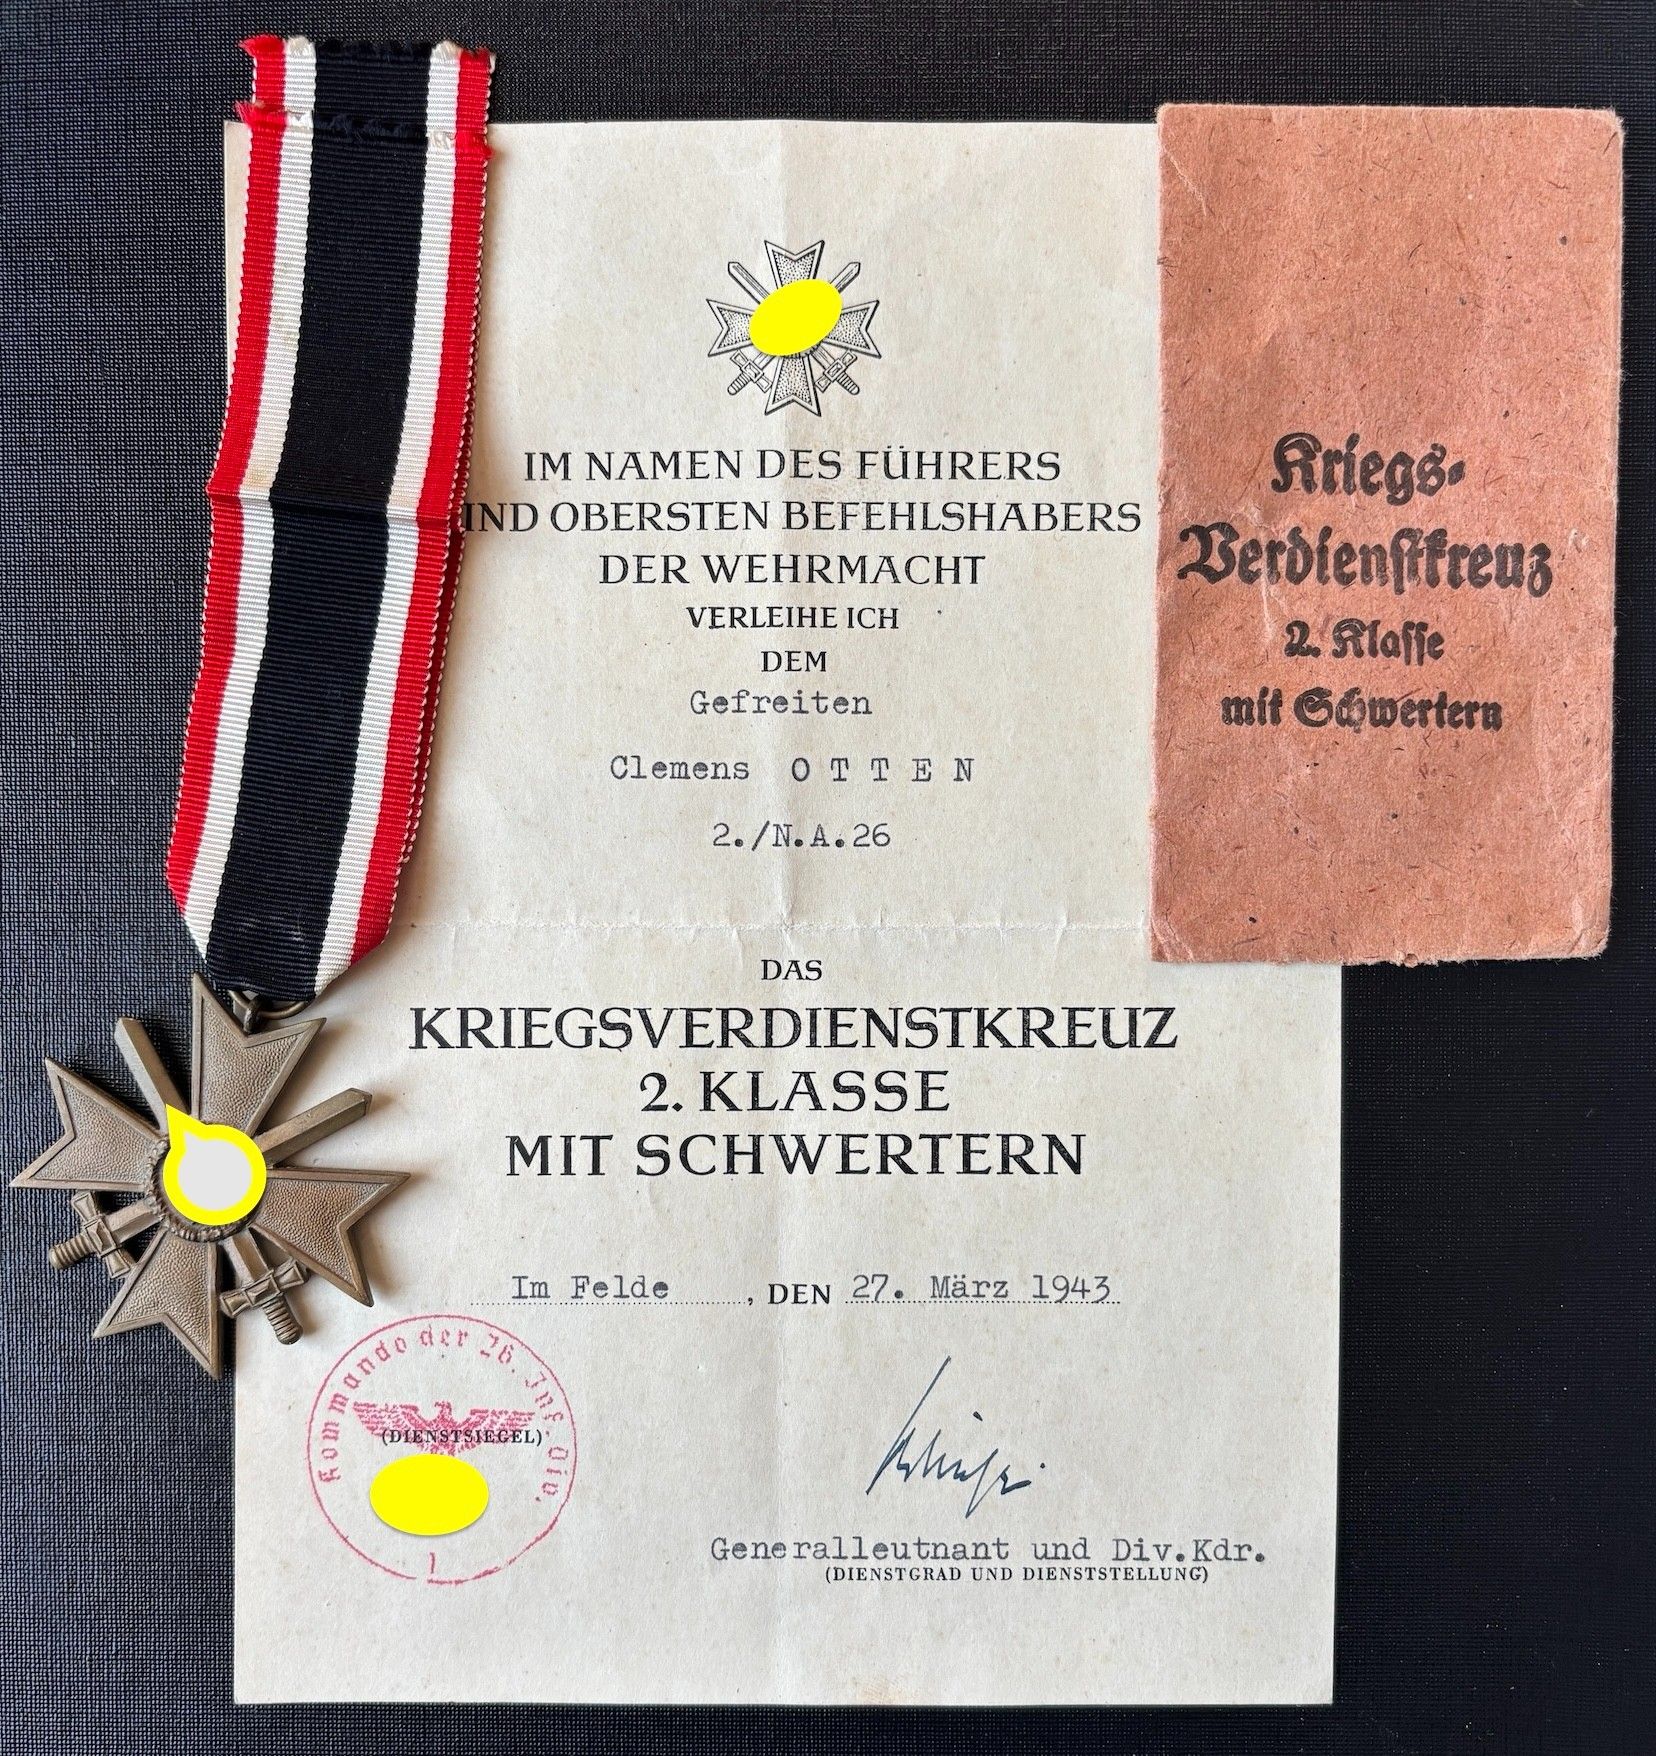 IM NAMEN DES FÜHRERS
UND OBERSTEN BEFEHLSHABERS
DER WEHRMACHT
VERLEIHE ICH
DEM
Gefreiten
Clemens OTTEN
2./N.A.26
DAS
KRIEGSVERDIENSTKREUZ
2. KLASSE
MIT SCHWERTERN
Im Felde, DEN 27. März 1943
Kommando der 26. Inf. Div.
(DIENSTSIEGEL)
Generalleutnant und Div.Kdr.
(DIENSTGRAD UND DIENSTSTELLUNG)
Kriegs-
Verdienstkreuz
2. Klasse
mit Schwertern